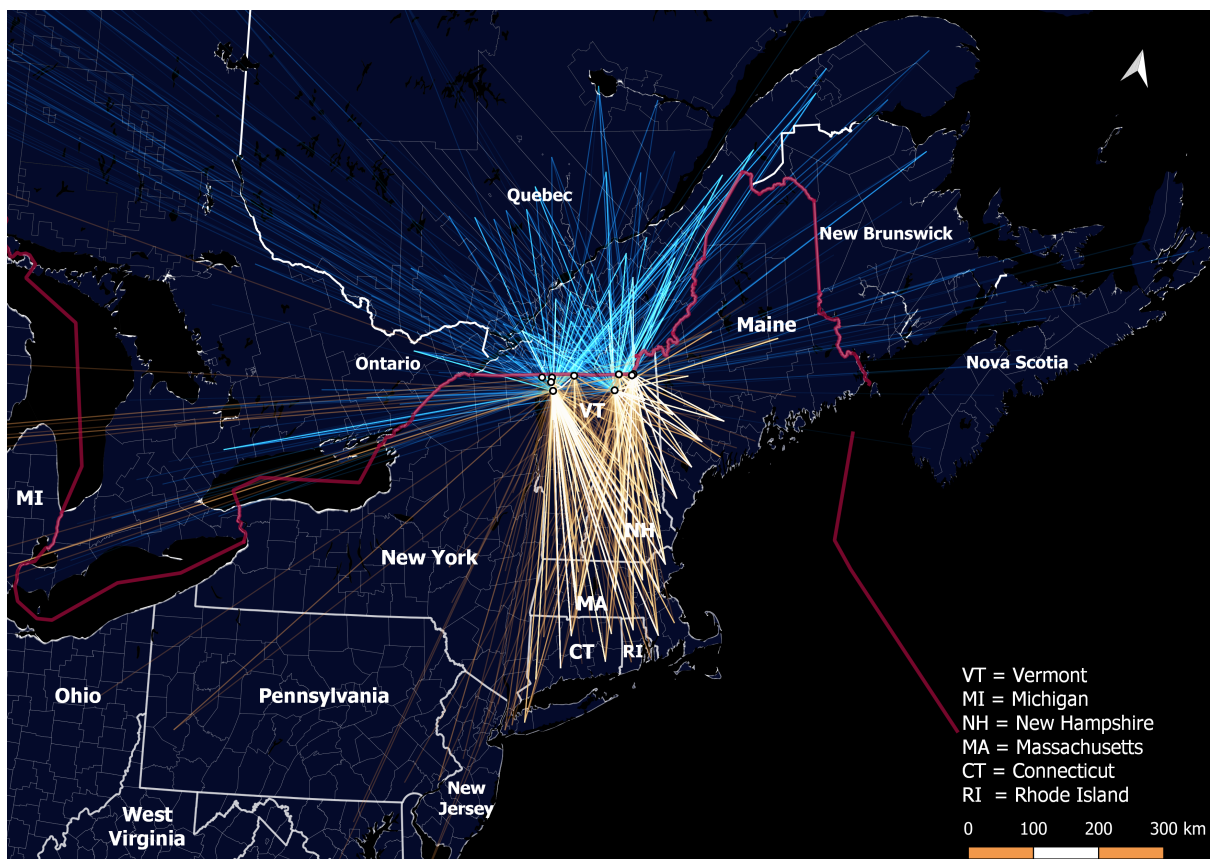 Quebec
New Brunswick
Maine
Ontario
Nova Scotia
VT
MI
NH
New York
MA
CT
RI
Ohio
Pennsylvania
New
Jersey
West
Virginia
VT = Vermont
MI = Michigan
NH = New Hampshire
MA = Massachusetts
CT = Connecticut
RI = Rhode Island
0 100 200 300 km